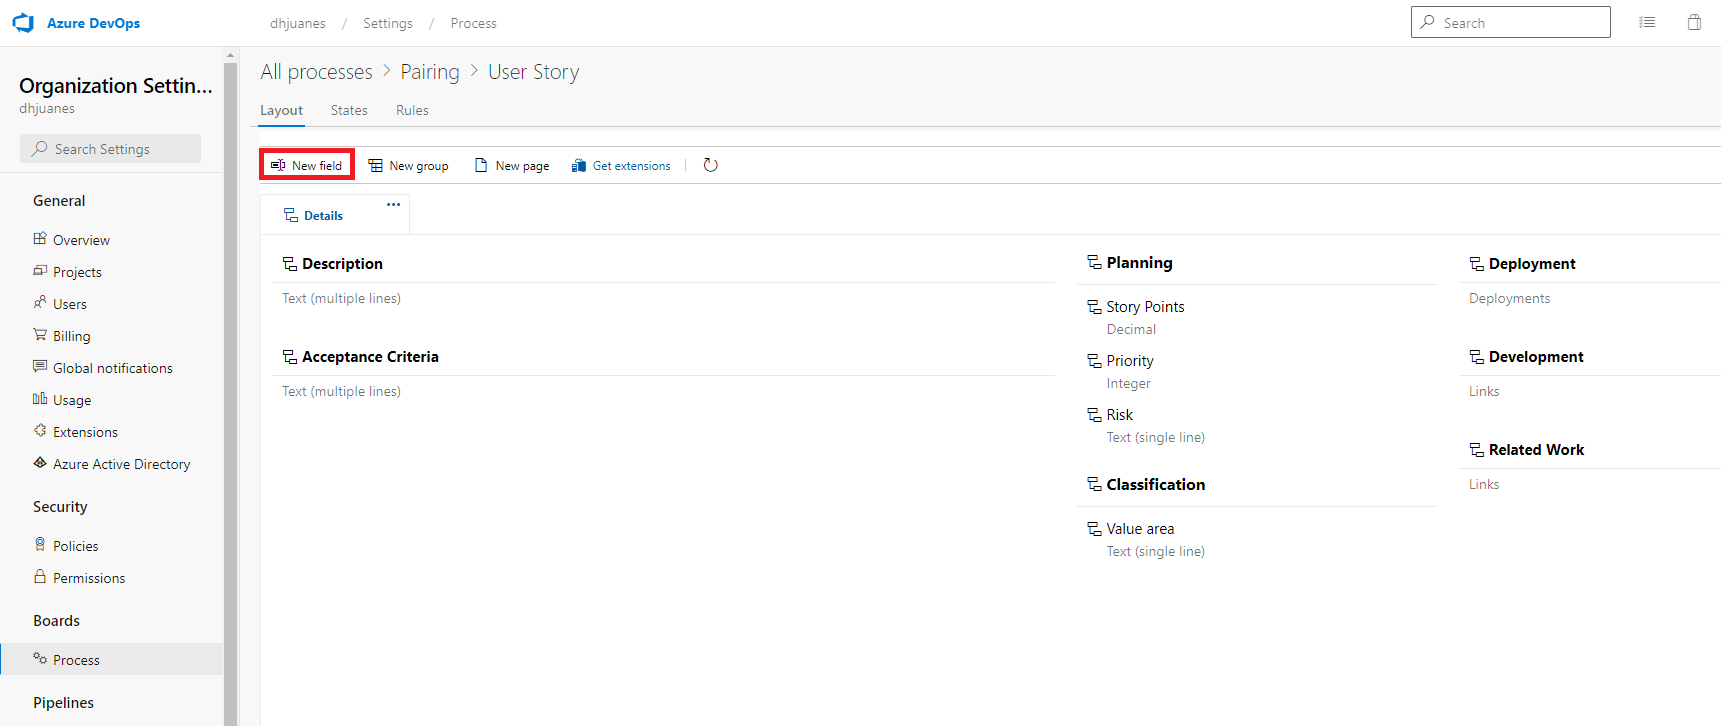 Azure DevOps
dhjuanes / Settings / Process
Search
Organization Settin...
dhjuanes
Search Settings
General
Overview
Projects
Users
Billing
Global notifications
Usage
Extensions
Azure Active Directory
Security
Policies
Permissions
Boards
Process
Pipelines
All processes > Pairing > User Story
Layout States Rules
New field New group New page Get extensions
Details ...
Description
Text (multiple lines)
Acceptance Criteria
Text (multiple lines)
Planning
Story Points
Decimal
Priority
Integer
Risk
Text (single line)
Classification
Value area
Text (single line)
Deployment
Deployments
Development
Links
Related Work
Links